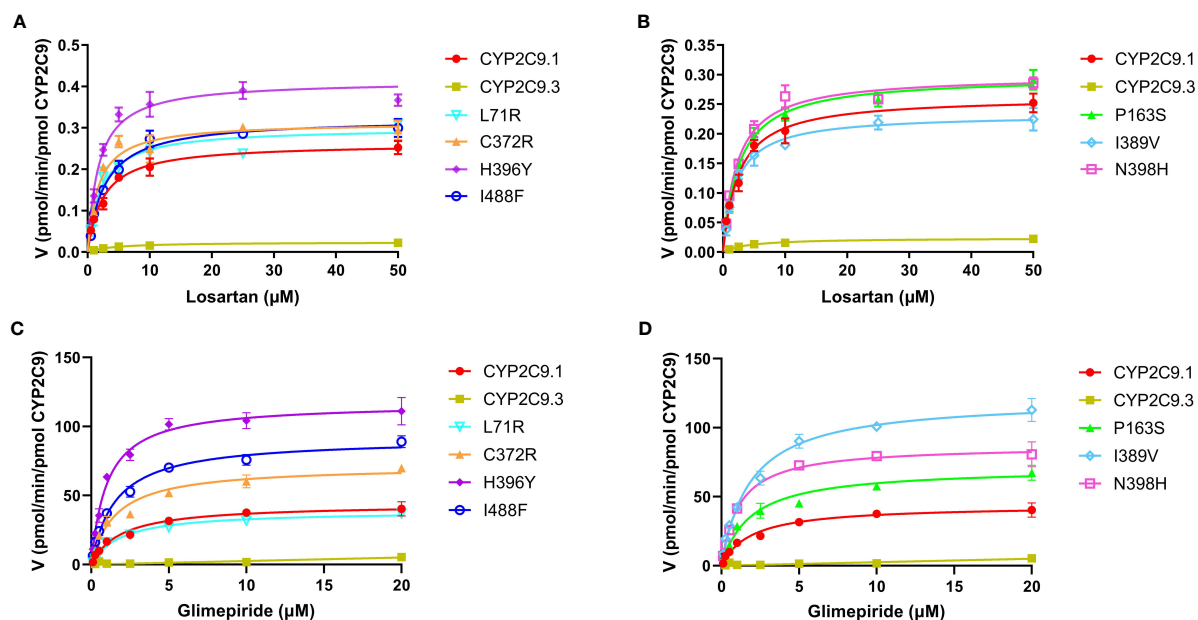 A
V (pmol/min/pmol CYP2C9)
0.5
0.4
0.3
0.2
0.1
0.0
0 10 20 30 40 50
Losartan (µM)
CYP2C9.1
CYP2C9.3
L71R
C372R
H396Y
I488F
B
V (pmol/min/pmol CYP2C9)
0.35
0.30
0.25
0.20
0.15
0.10
0.05
0.00
0 10 20 30 40 50
Losartan (µM)
CYP2C9.1
CYP2C9.3
P163S
I389V
N398H
C
V (pmol/min/pmol CYP2C9)
150
100
50
0
0 5 10 15 20
Glimepiride (µM)
CYP2C9.1
CYP2C9.3
L71R
C372R
H396Y
I488F
D
V (pmol/min/pmol CYP2C9)
150
100
50
0
0 5 10 15 20
Glimepiride (µM)
CYP2C9.1
CYP2C9.3
P163S
I389V
N398H